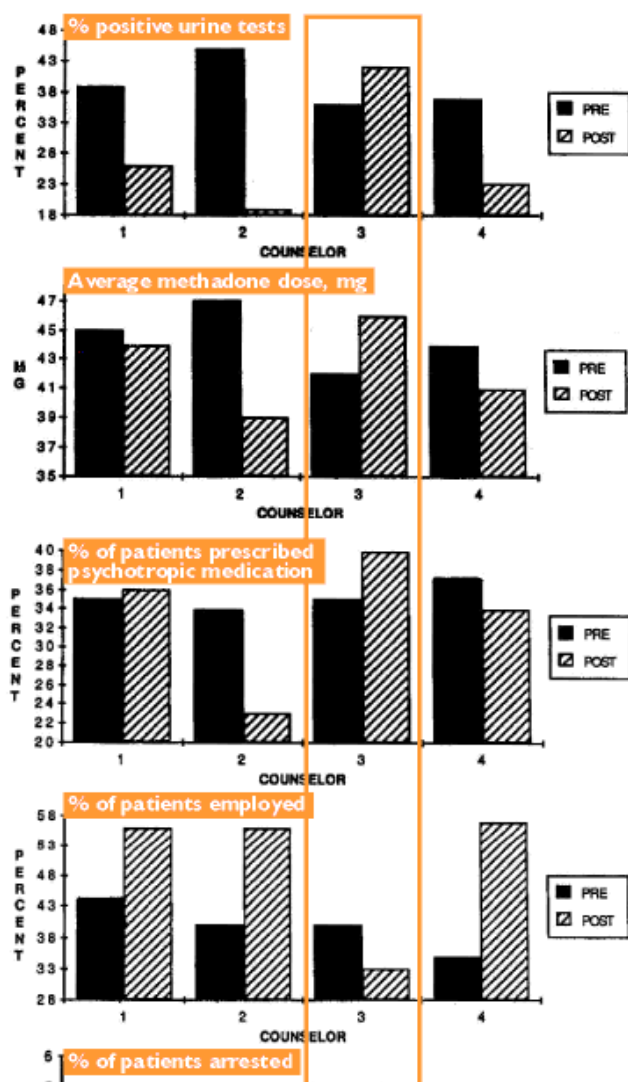 % positive urine tests
PERCENT
48
43
38
33
28
23
18
1 2 3 4
COUNSELOR
PRE
POST
Average methadone dose, mg
MG
47
45
43
41
39
37
35
1 2 3 4
COUNSELOR
PRE
POST
% of patients prescribed
psychotropic medication
PERCENT
40
38
36
34
32
30
28
26
24
22
20
1 2 3 4
COUNSELOR
PRE
POST
% of patients employed
PERCENT
58
53
48
43
38
33
28
1 2 3 4
COUNSELOR
PRE
POST
% of patients arrested
6